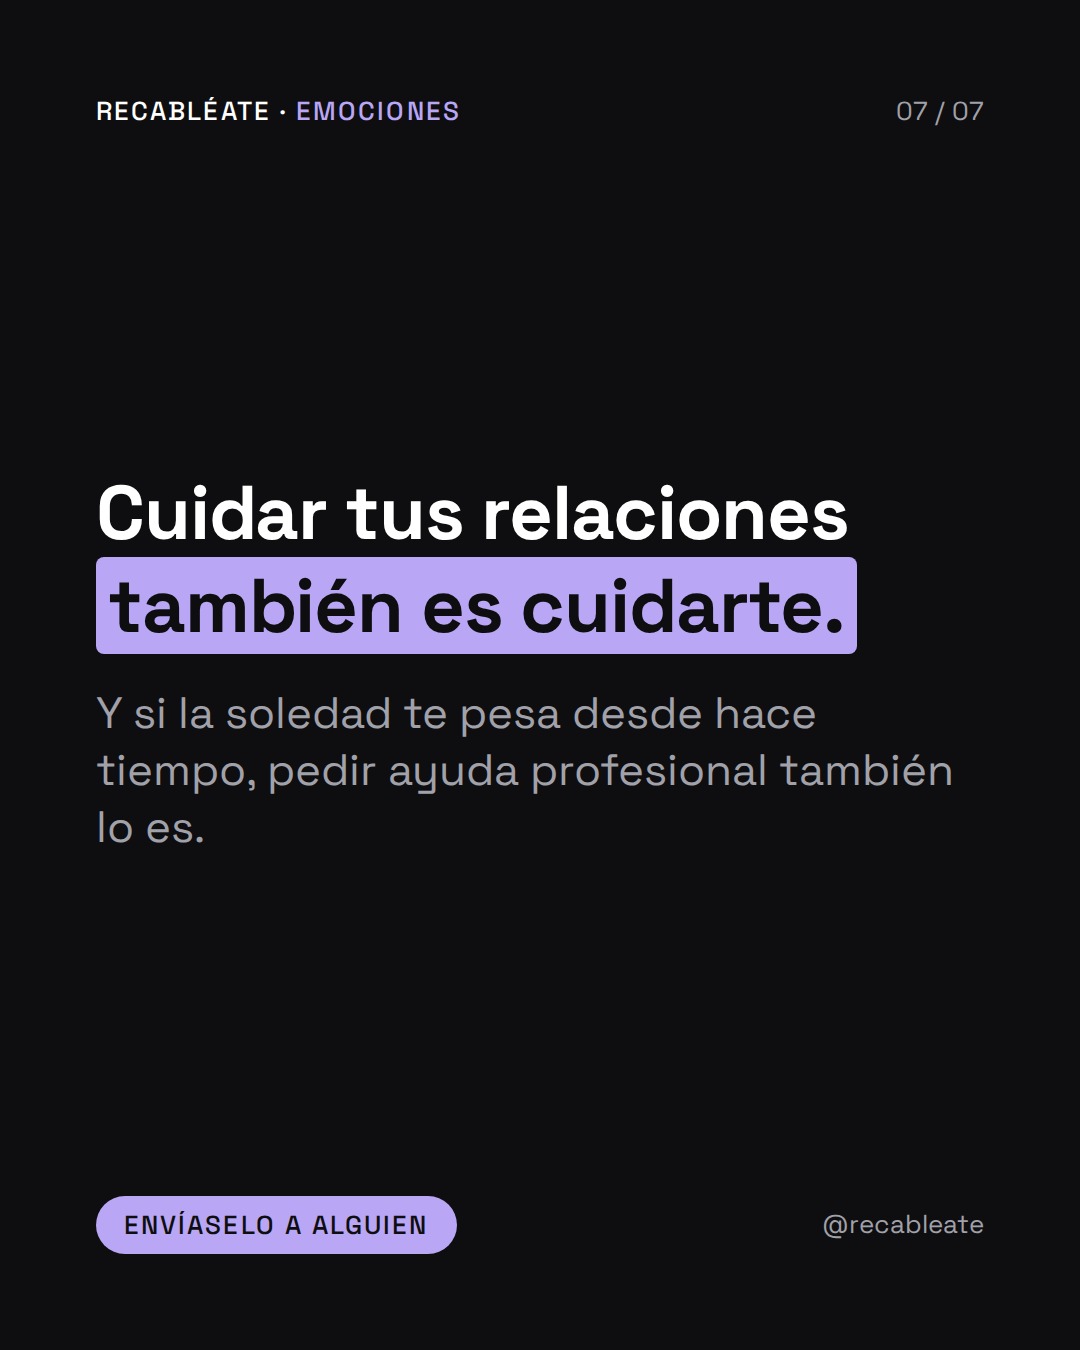 RECABLÉATE · EMOCIONES
07 / 07
Cuidar tus relaciones
también es cuidarte.
Y si la soledad te pesa desde hace
tiempo, pedir ayuda profesional también
lo es.
ENVÍASELO A ALGUIEN
@recableate